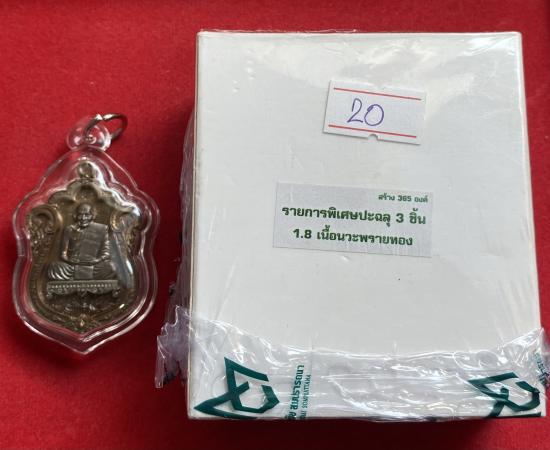 20
สร้าง 365 องค์
รายการพิเศษปะฉลุ 3 ชิ้น
1.8 เนื้อนวะพรายทอง